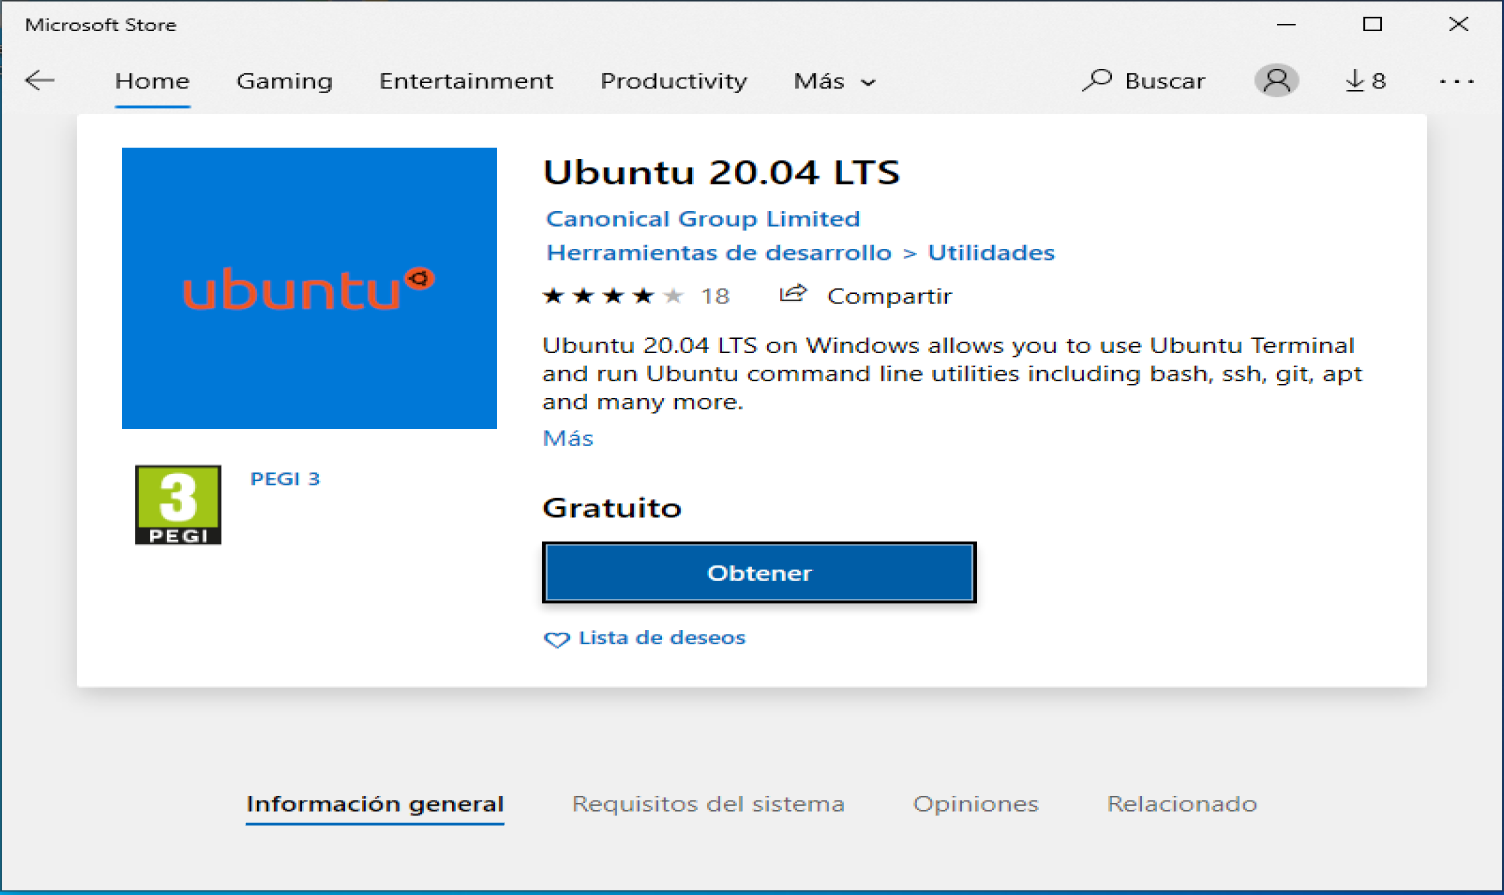 Microsoft Store
Home Gaming Entertainment Productivity Más Buscar 8 ...
ubuntu
Ubuntu 20.04 LTS
Canonical Group Limited
Herramientas de desarrollo > Utilidades
18 Compartir
Ubuntu 20.04 LTS on Windows allows you to use Ubuntu Terminal
and run Ubuntu command line utilities including bash, ssh, git, apt
and many more.
Más
3
PEGI
PEGI 3
Gratuito
Obtener
Lista de deseos
Información general Requisitos del sistema Opiniones Relacionado